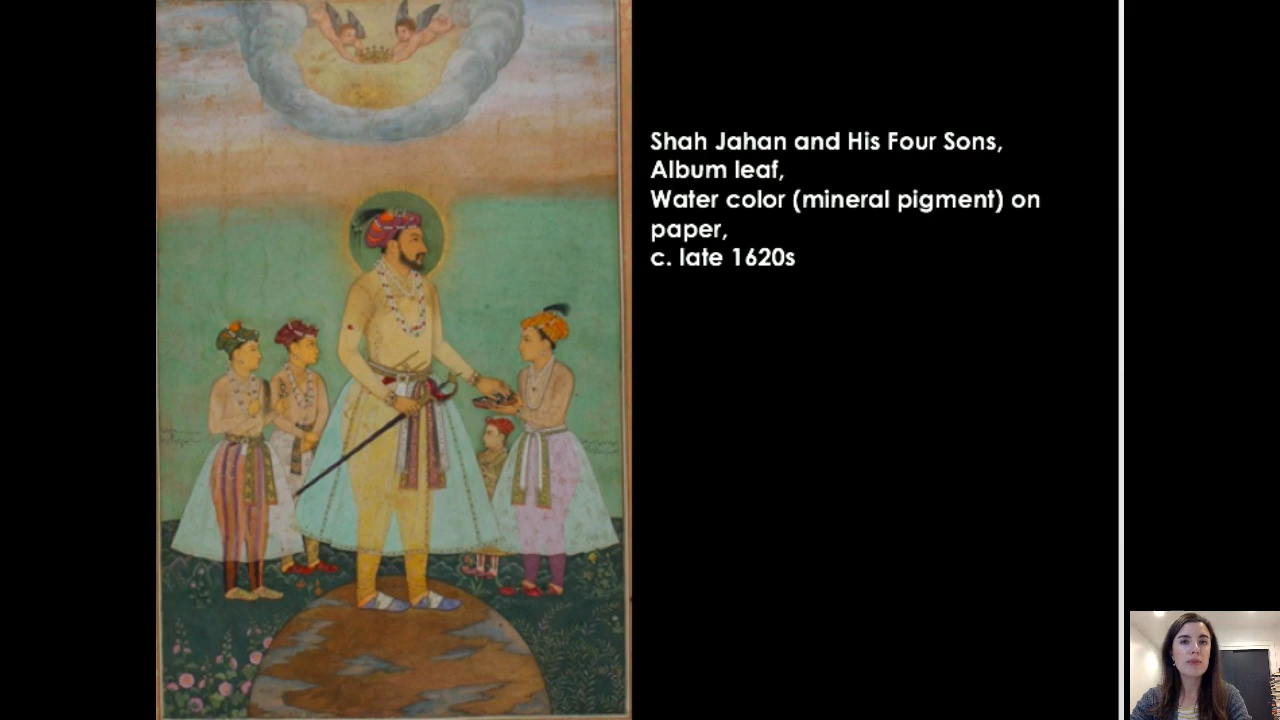 Shah Jahan and His Four Sons,
Album leaf,
Water color (mineral pigment) on
paper,
c. late 1620s